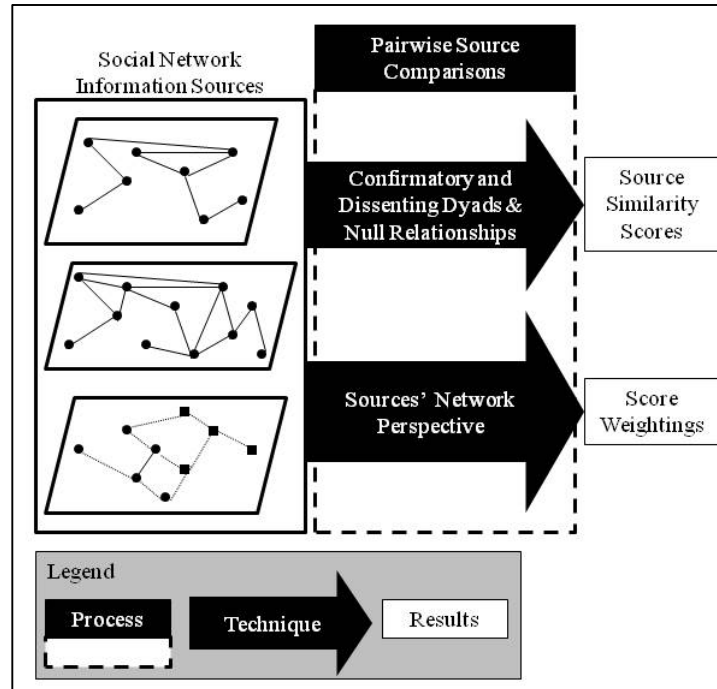 Social Network
Information Sources
Pairwise Source
Comparisons
Confirmatory and
Dissenting Dyads &
Null Relationships
Source
Similarity
Scores
Sources' Network
Perspective
Score
Weightings
Legend
Process
Technique
Results